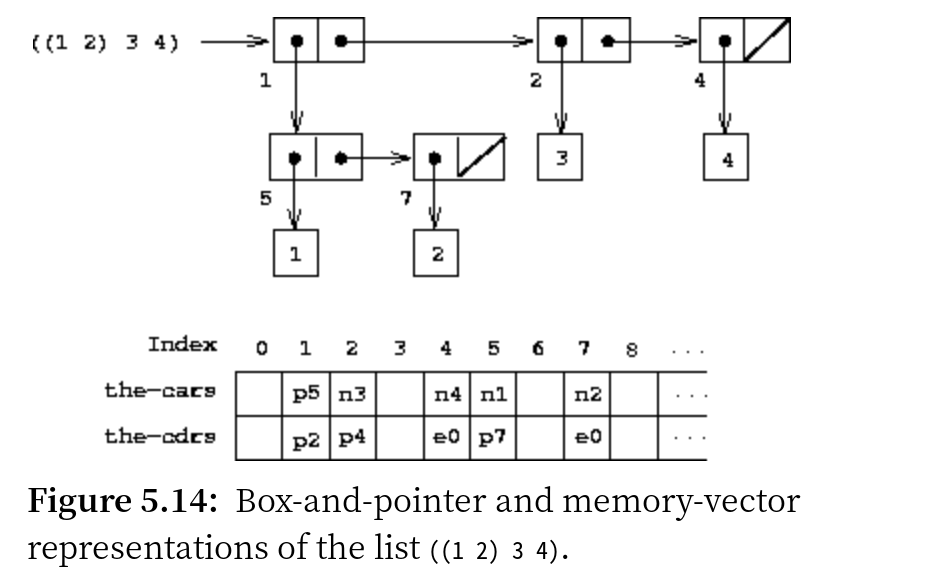 ((1 2) 3 4)
1 2 4
3 4
5 7
1 2
Index 0 1 2 3 4 5 6 7 8 ...
the-cars p5 n3 n4 n1 n2 ...
the-cdrs p2 p4 e0 p7 e0 ...
Figure 5.14: Box-and-pointer and memory-vector
representations of the list ((1 2) 3 4).